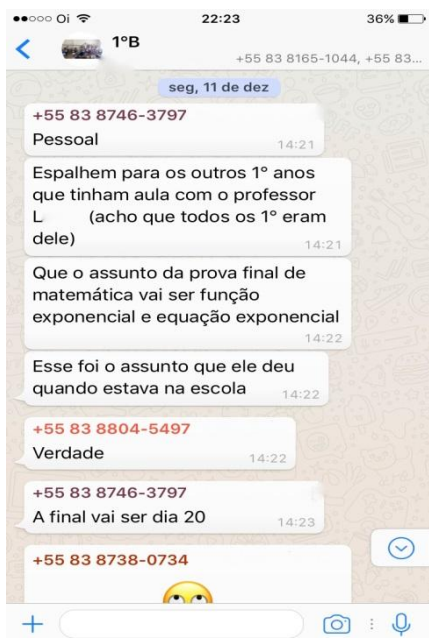 Oi 22:23 36%
1ºB
+55 83 8165-1044, +55 83...
seg, 11 de dez
+55 83 8746-3797
Pessoal
14:21
Espalhem para os outros 1º anos
que tinham aula com o professor
L (acho que todos os 1º eram
dele)
14:21
Que o assunto da prova final de
matemática vai ser função
exponencial e equação exponencial
14:22
Esse foi o assunto que ele deu
quando estava na escola
14:22
+55 83 8804-5497
Verdade
14:22
+55 83 8746-3797
A final vai ser dia 20
14:23
+55 83 8738-0734